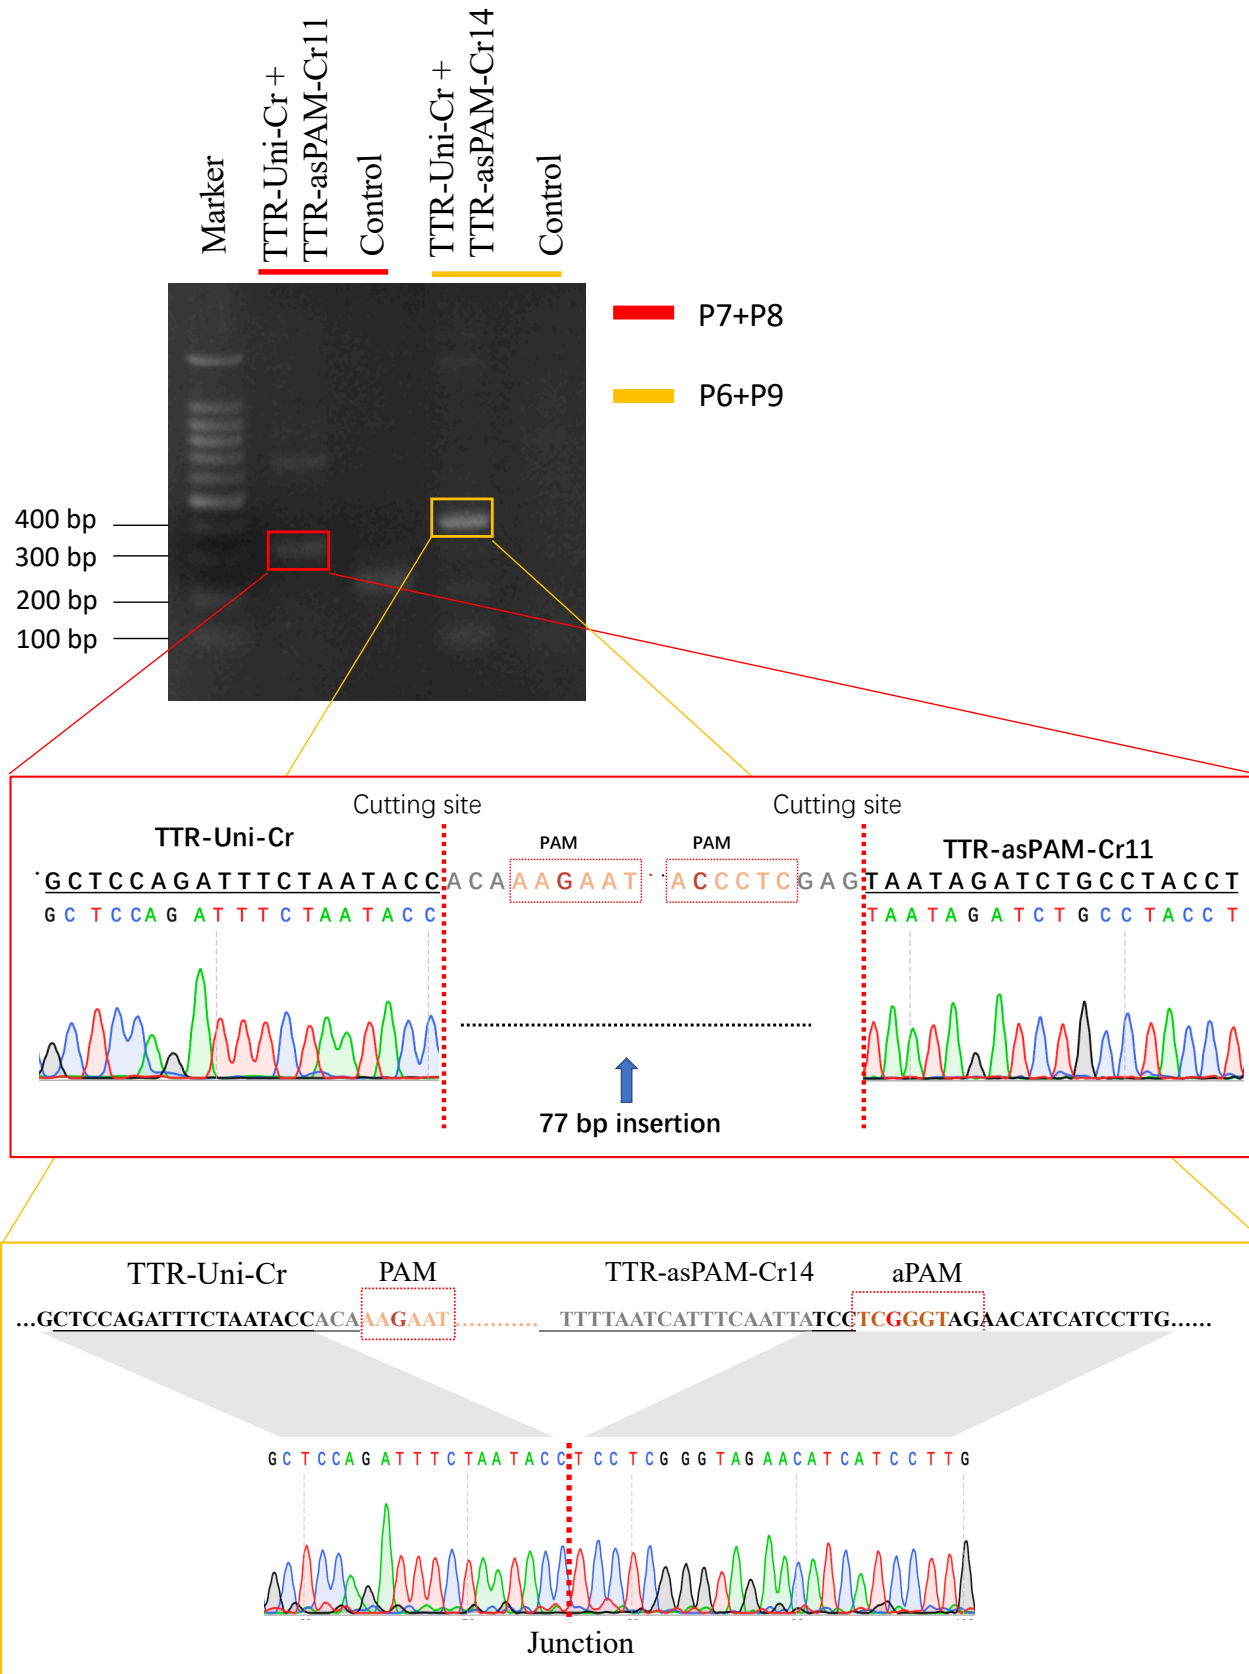 Marker
TTR-Uni-Cr +
TTR-asPAM-Cr11
Control
TTR-Uni-Cr +
TTR-asPAM-Cr14
Control
P7+P8
P6+P9
400 bp
300 bp
200 bp
100 bp
Cutting site
Cutting site
TTR-Uni-Cr
PAM
PAM
TTR-asPAM-Cr11
·GCTCCAGATTTCTAATACCACAAAGAAT··ACCCTCGAGTAATAGATCTGCCTACCT
GCTCCAGATTTCTAATACC
TAATAGATCTGCCTACCT
77 bp insertion
TTR-Uni-Cr
PAM
TTR-asPAM-Cr14
aPAM
...GCTCCAGATTTCTAATACCACAAAGAAT............ TTTTAATCATTTCAATTATCCTCGGGTAGAACATCATCCTTG......
GCTCCAGATTTCTAATACCTCCTCGGGTAGAACATCATCCTTG
Junction